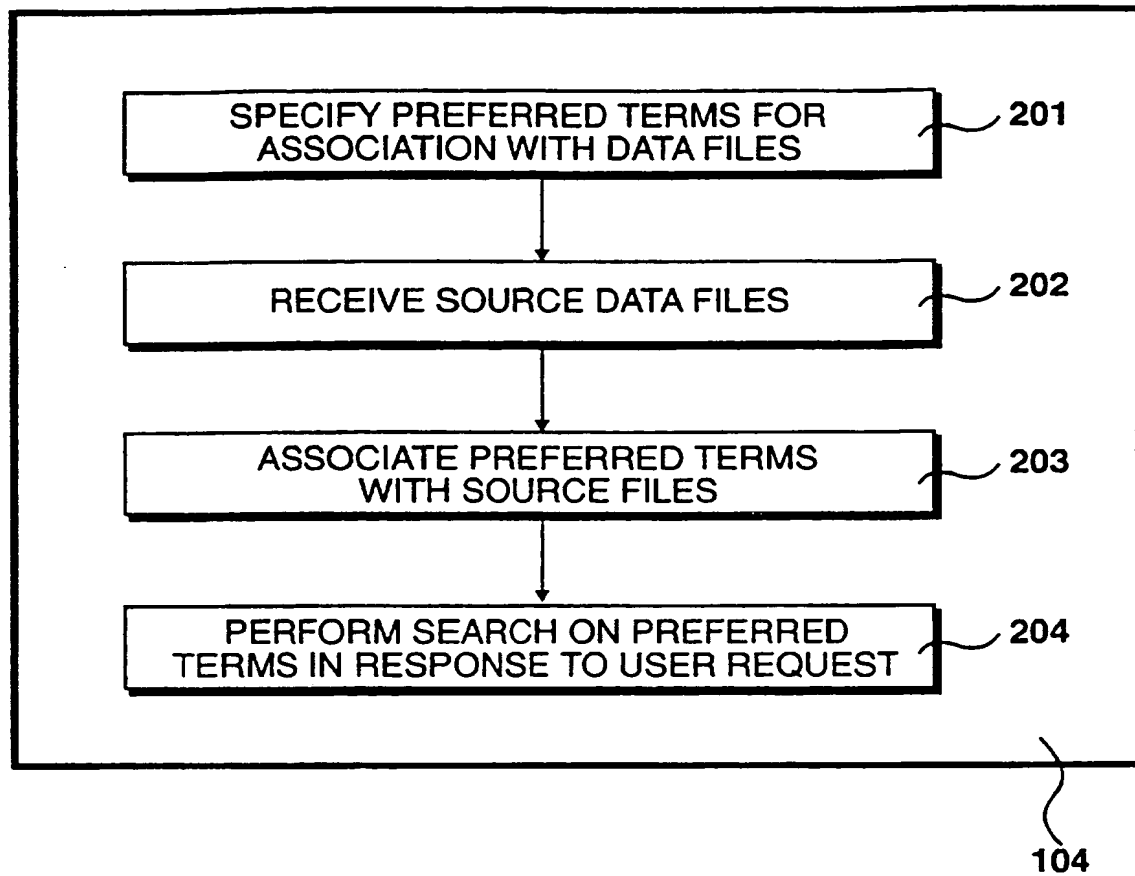 SPECIFY PREFERRED TERMS FOR
ASSOCIATION WITH DATA FILES
201
RECEIVE SOURCE DATA FILES
202
ASSOCIATE PREFERRED TERMS
WITH SOURCE FILES
203
PERFORM SEARCH ON PREFERRED
TERMS IN RESPONSE TO USER REQUEST
204
104